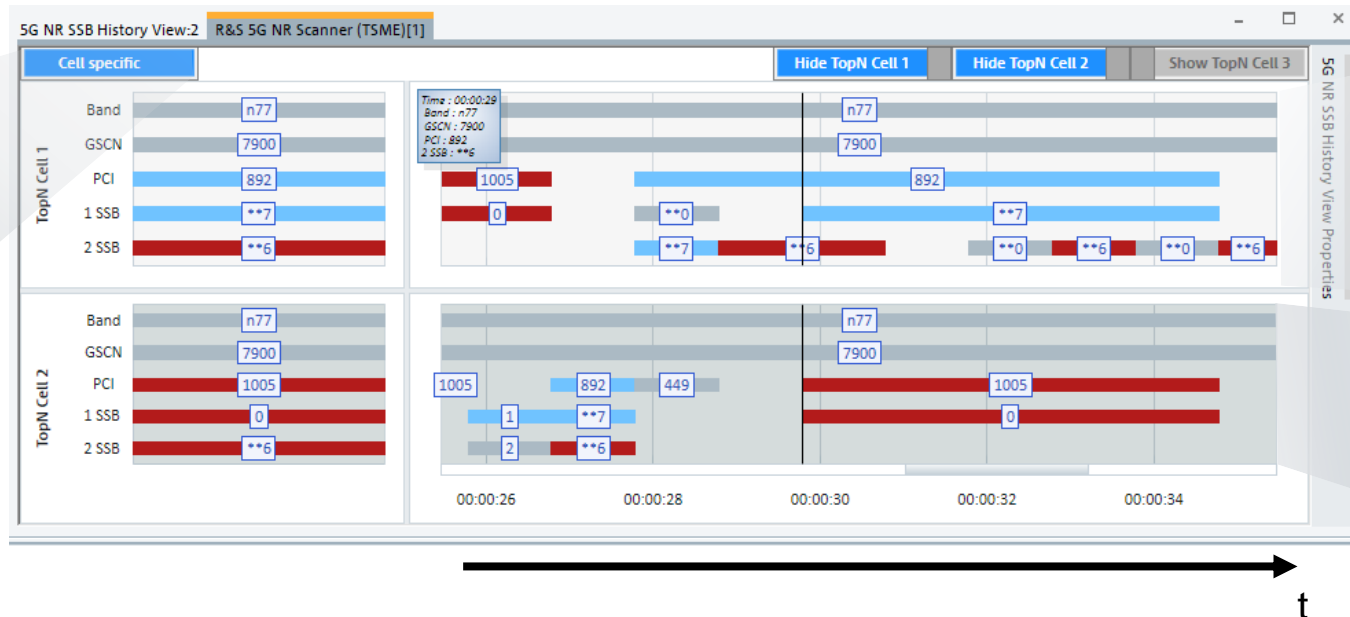 5G NR SSB History View:2 R&S 5G NR Scanner (TSME)[1]
Cell specific Hide TopN Cell 1 Hide TopN Cell 2 Show TopN Cell 3
5G NR SSB History View Properties
TopN Cell 1
Band n77 n77
GSCN 7900 7900
PCI 892 1005 892
1 SSB **7 0 **0 **7
2 SSB **6 **7 **6 **0 **6 **0 **6
Time : 00:00:29
Band : n77
GSCN : 7900
PCI : 892
2 SSB : **6
TopN Cell 2
Band n77 n77
GSCN 7900 7900
PCI 1005 1005 892 449 1005
1 SSB 0 1 **7 0
2 SSB **6 2 **6
00:00:26 00:00:28 00:00:30 00:00:32 00:00:34
t